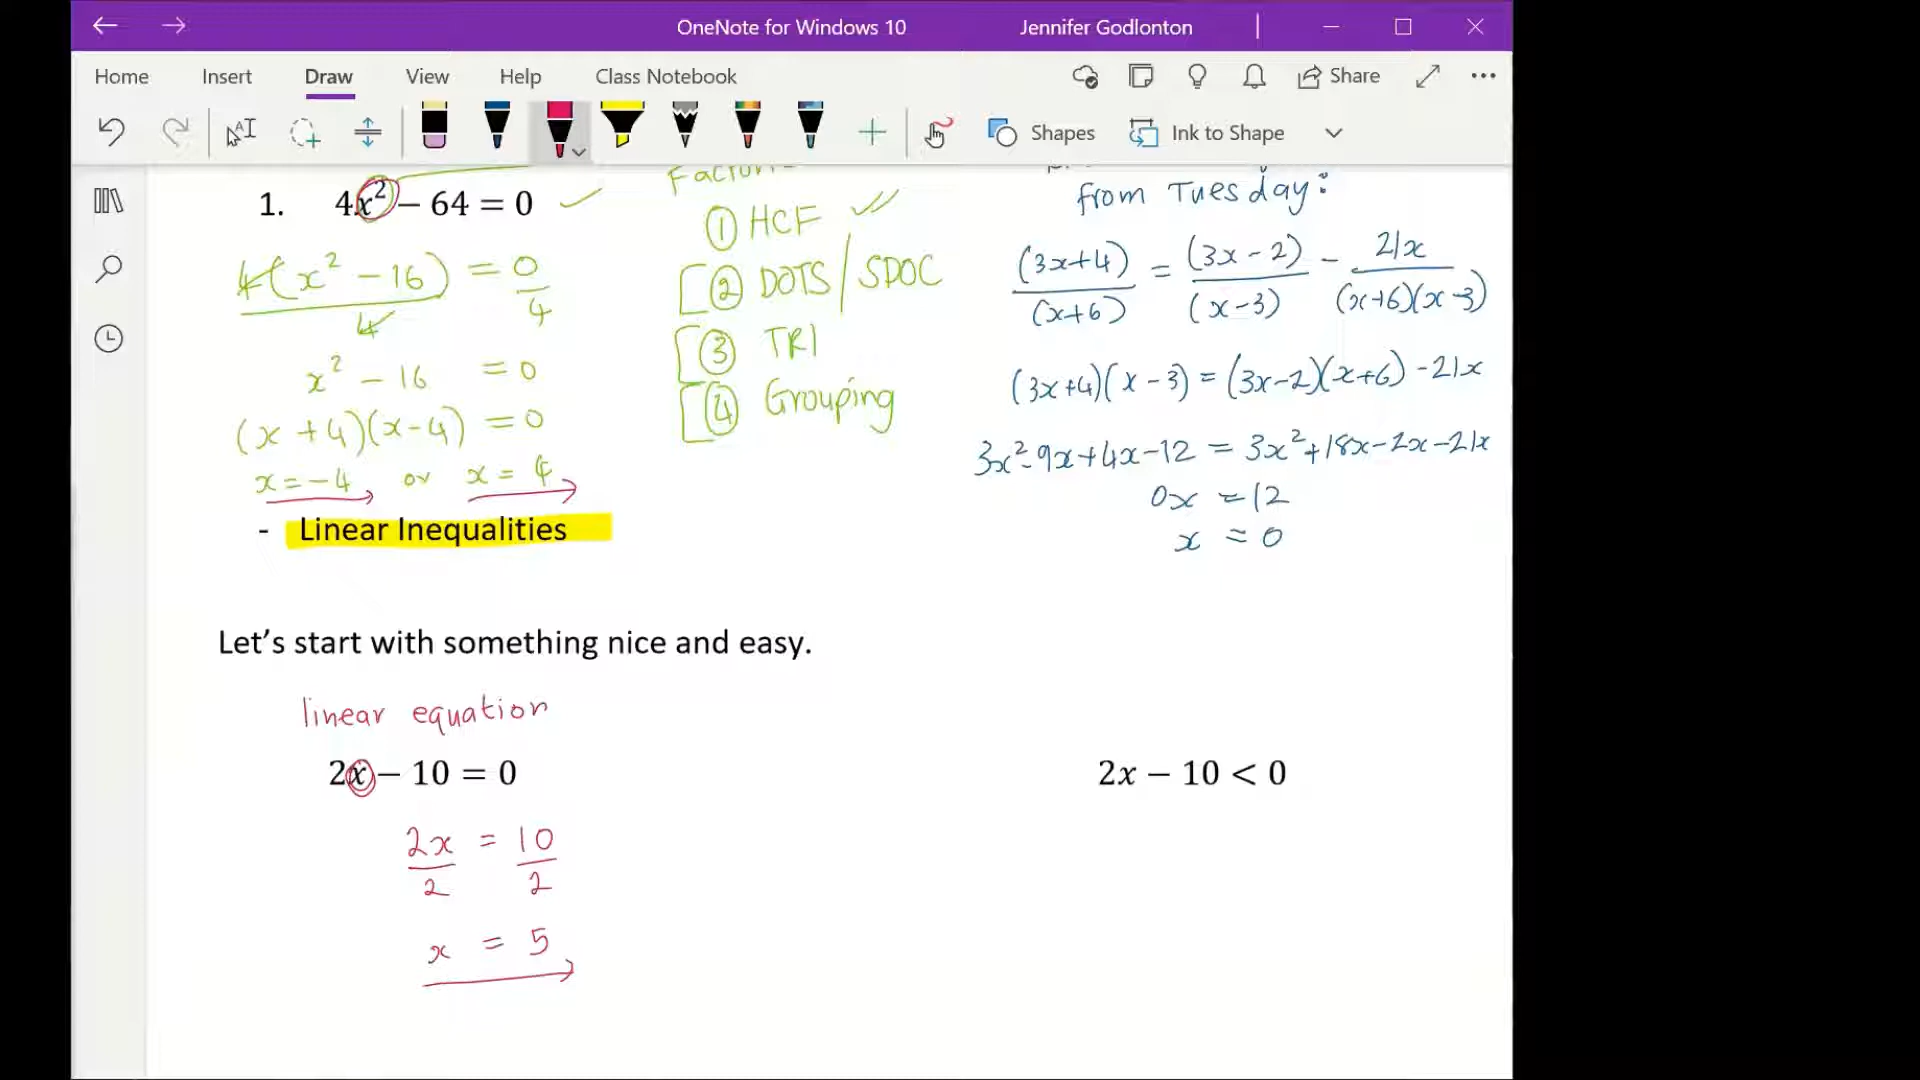 OneNote for Windows 10
Jennifer Godlonton
Home Insert Draw View Help Class Notebook
Share
Shapes
Ink to Shape
1. 4x² − 64 = 0
4(x² − 16) = 0
4 4
x² − 16 = 0
(x + 4)(x − 4) = 0
x = −4 or x = 4
① HCF
② DOTS / SDOC
③ TRI
④ Grouping
from Tuesday:
(3x+4) = (3x − 2) − 21x
(x+6) (x−3) (x+6)(x−3)
(3x+4)(x − 3) = (3x−2)(x+6) − 21x
3x² − 9x + 4x − 12 = 3x² + 18x − 2x − 21x
0x = 12
x = 0
- Linear Inequalities
Let’s start with something nice and easy.
linear equation
2x − 10 = 0
2x = 10
2 2
x = 5
2x − 10 < 0